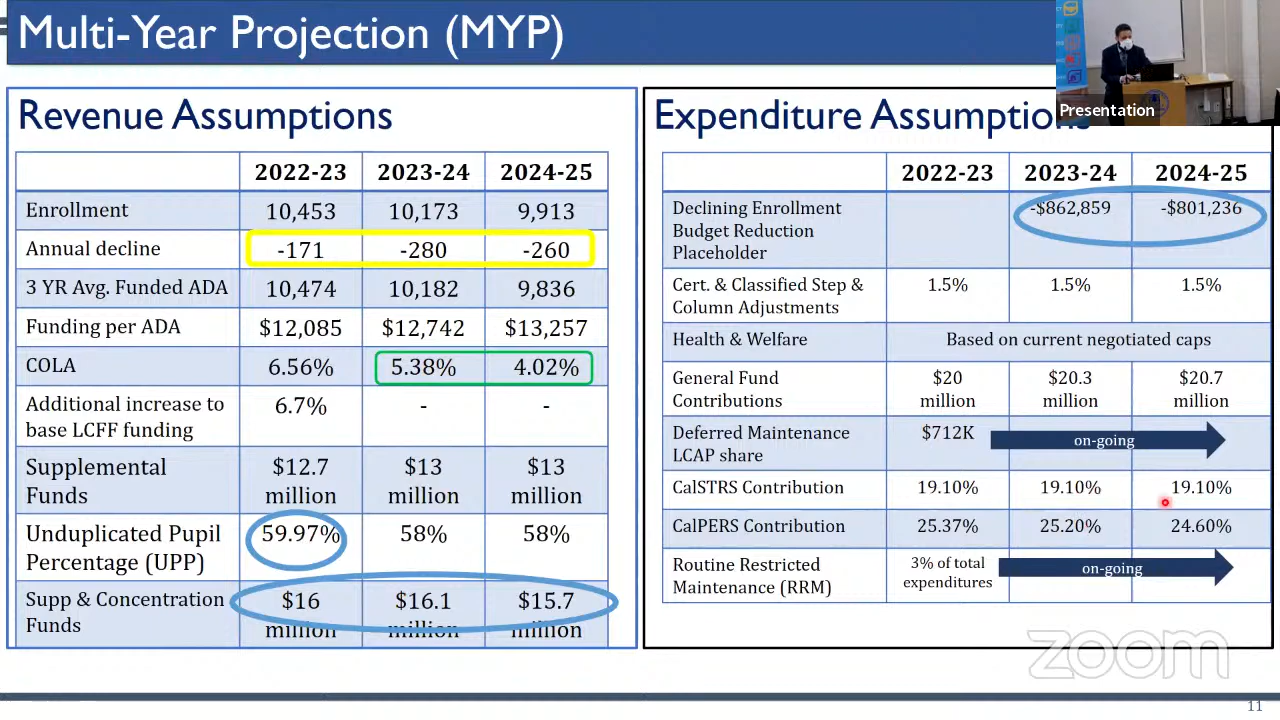 Multi-Year Projection (MYP)
Presentation
Revenue Assumptions
2022-23 2023-24 2024-25
Enrollment 10,453 10,173 9,913
Annual decline -171 -280 -260
3 YR Avg. Funded ADA 10,474 10,182 9,836
Funding per ADA $12,085 $12,742 $13,257
COLA 6.56% 5.38% 4.02%
Additional increase to 6.7% - -
base LCFF funding
Supplemental $12.7 $13 $13
Funds million million million
Unduplicated Pupil 59.97% 58% 58%
Percentage (UPP)
Supp & Concentration $16 $16.1 $15.7
Funds million million million
Expenditure Assumptions
2022-23 2023-24 2024-25
Declining Enrollment -$862,859 -$801,236
Budget Reduction
Placeholder
Cert. & Classified Step & 1.5% 1.5% 1.5%
Column Adjustments
Health & Welfare Based on current negotiated caps
General Fund $20 $20.3 $20.7
Contributions million million million
Deferred Maintenance $712K on-going
LCAP share
CalSTRS Contribution 19.10% 19.10% 19.10%
CalPERS Contribution 25.37% 25.20% 24.60%
Routine Restricted 3% of total on-going
Maintenance (RRM) expenditures
zoom
11